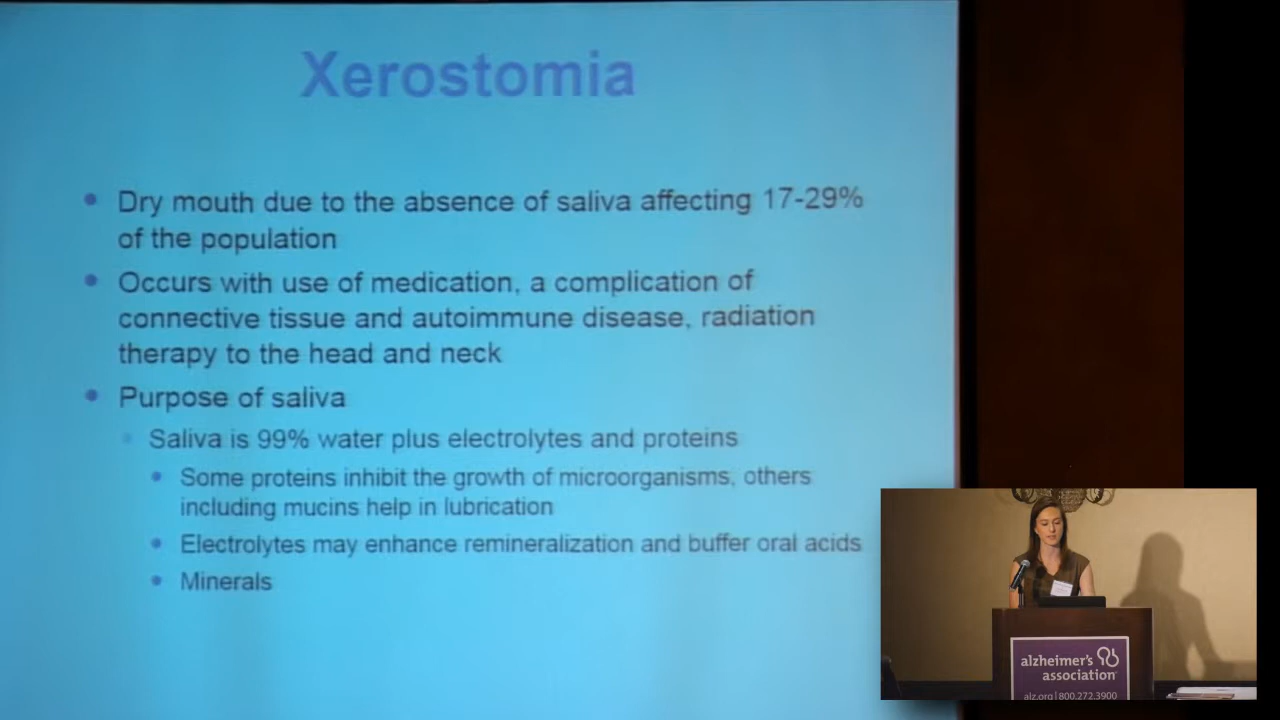 Xerostomia
Dry mouth due to the absence of saliva affecting 17-29%
of the population
Occurs with use of medication, a complication of
connective tissue and autoimmune disease, radiation
therapy to the head and neck
Purpose of saliva
Saliva is 99% water plus electrolytes and proteins
Some proteins inhibit the growth of microorganisms, others
including mucins help in lubrication
Electrolytes may enhance remineralization and buffer oral acids
Minerals
alzheimer's
association
alz.org | 800.272.3900